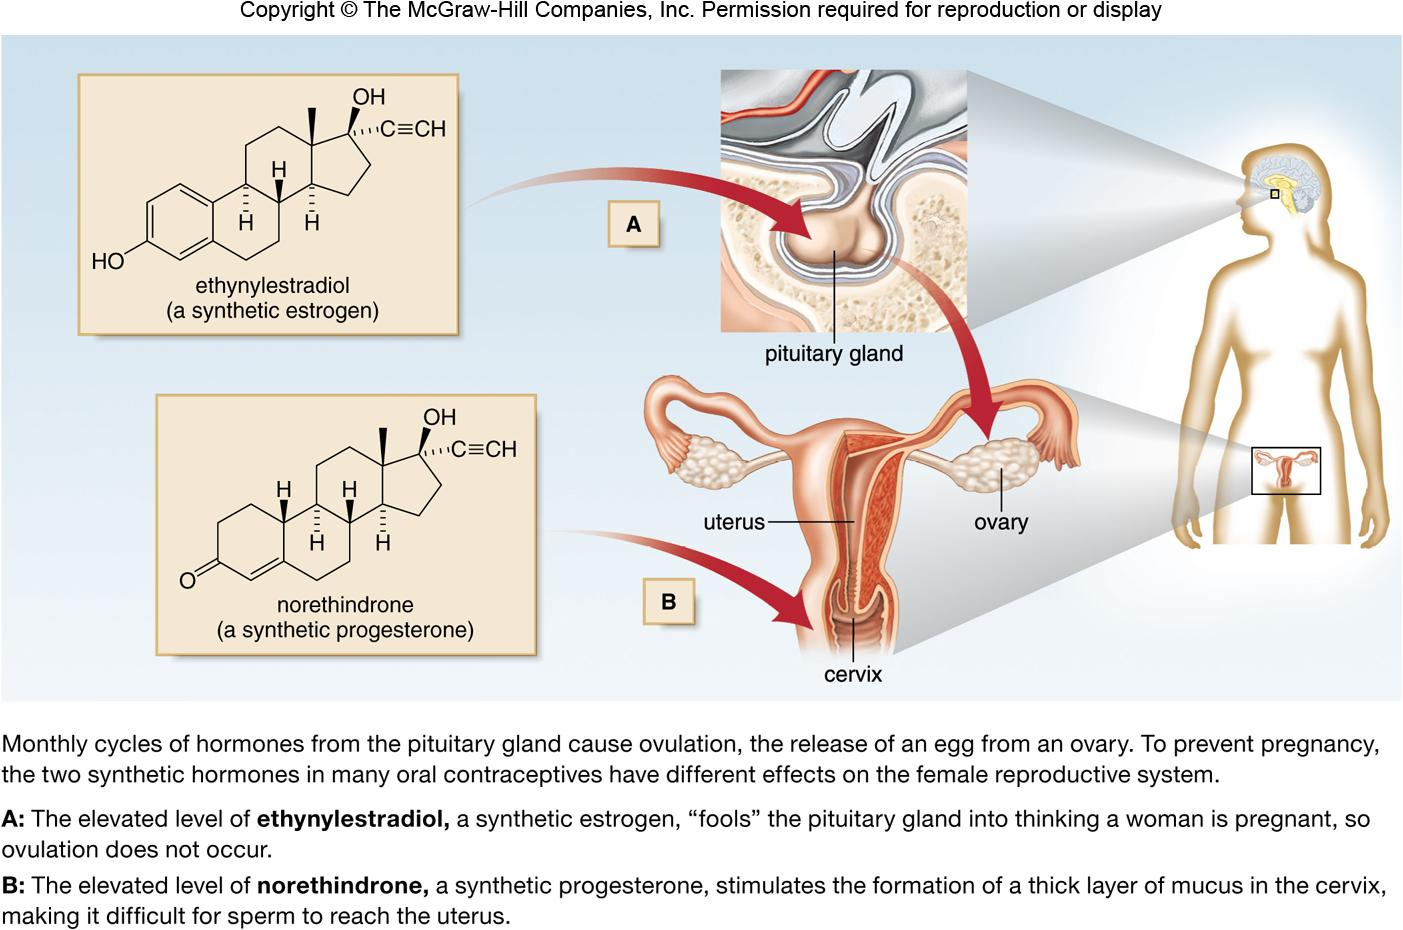 Copyright © The McGraw-Hill Companies, Inc. Permission required for reproduction or display
OH
C≡CH
H
H
H
HO
ethynylestradiol
(a synthetic estrogen)
A
pituitary gland
OH
C≡CH
H
H
H
H
O
norethindrone
(a synthetic progesterone)
B
uterus
ovary
cervix
Monthly cycles of hormones from the pituitary gland cause ovulation, the release of an egg from an ovary. To prevent pregnancy,
the two synthetic hormones in many oral contraceptives have different effects on the female reproductive system.
A: The elevated level of ethynylestradiol, a synthetic estrogen, “fools” the pituitary gland into thinking a woman is pregnant, so
ovulation does not occur.
B: The elevated level of norethindrone, a synthetic progesterone, stimulates the formation of a thick layer of mucus in the cervix,
making it difficult for sperm to reach the uterus.